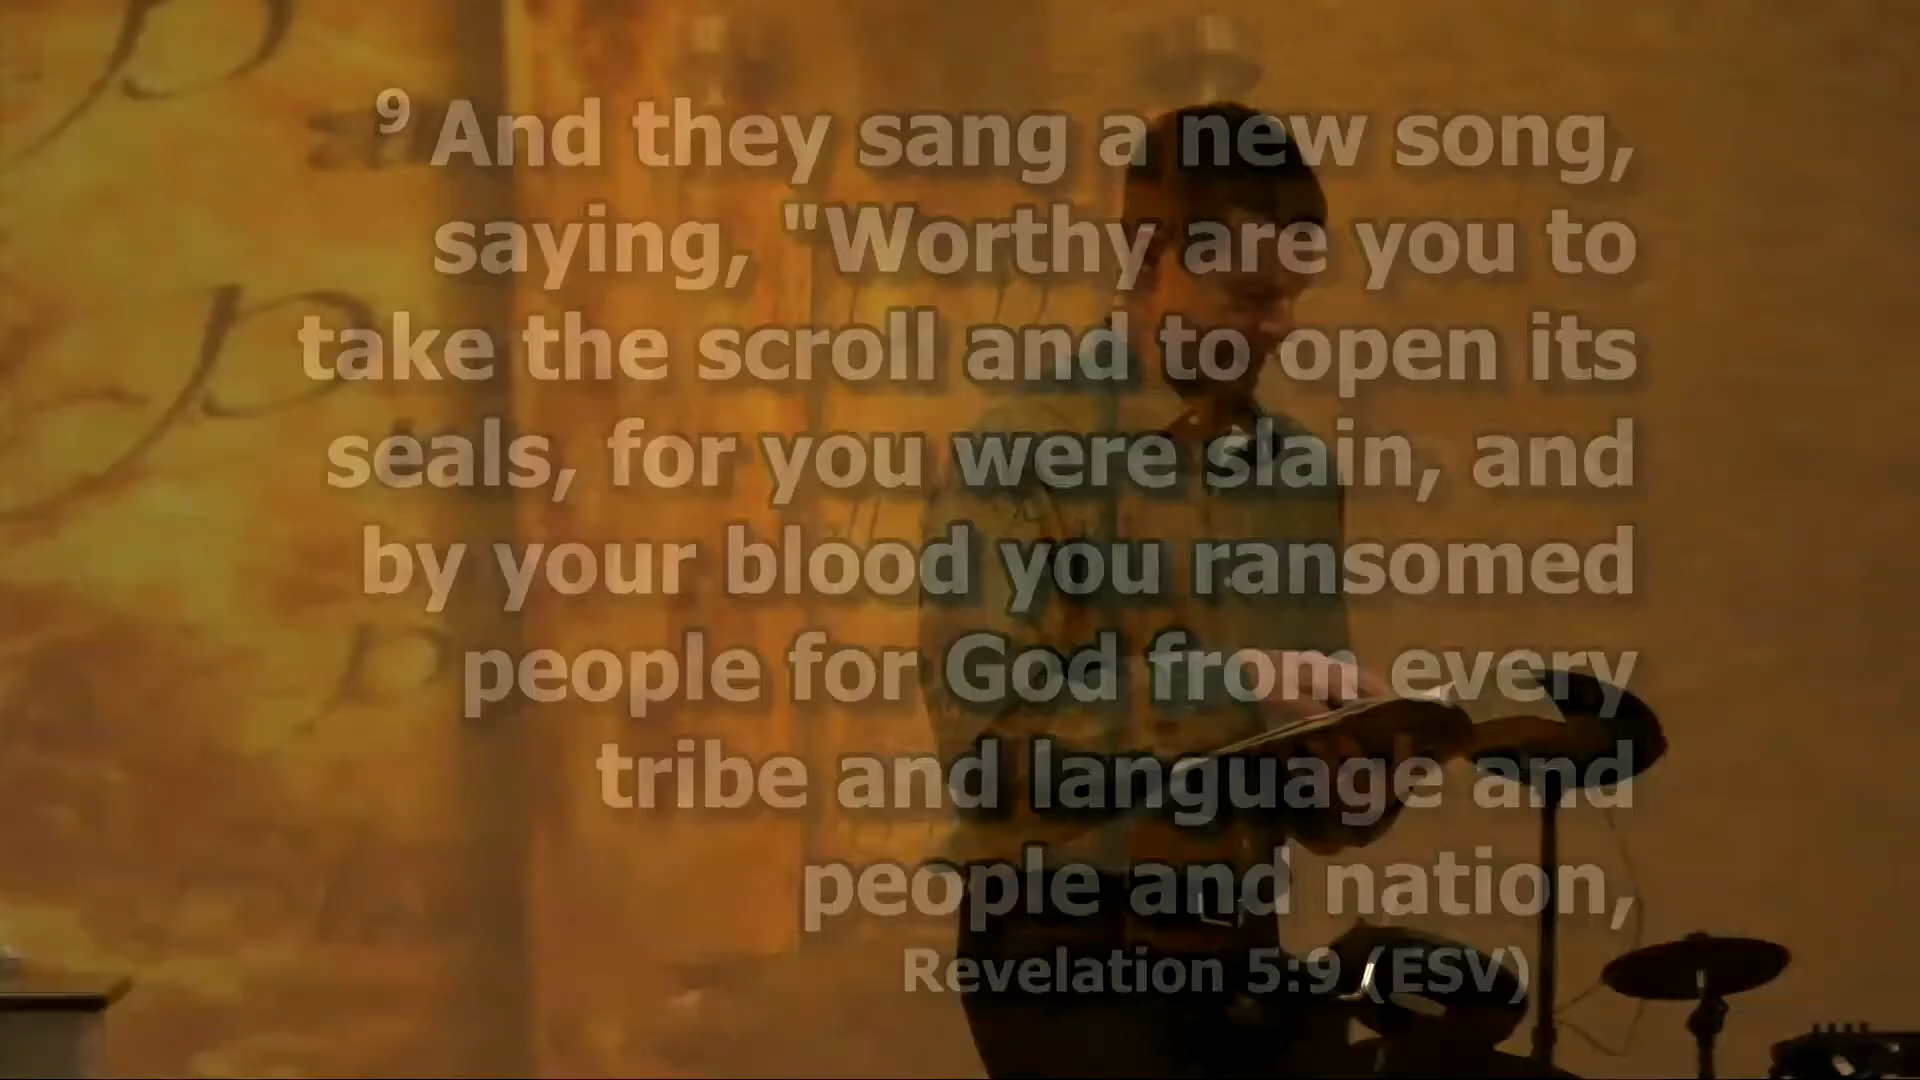 9 And they sang a new song,
saying, "Worthy are you to
take the scroll and to open its
seals, for you were slain, and
by your blood you ransomed
people for God from every
tribe and language and
people and nation,
Revelation 5:9 (ESV)